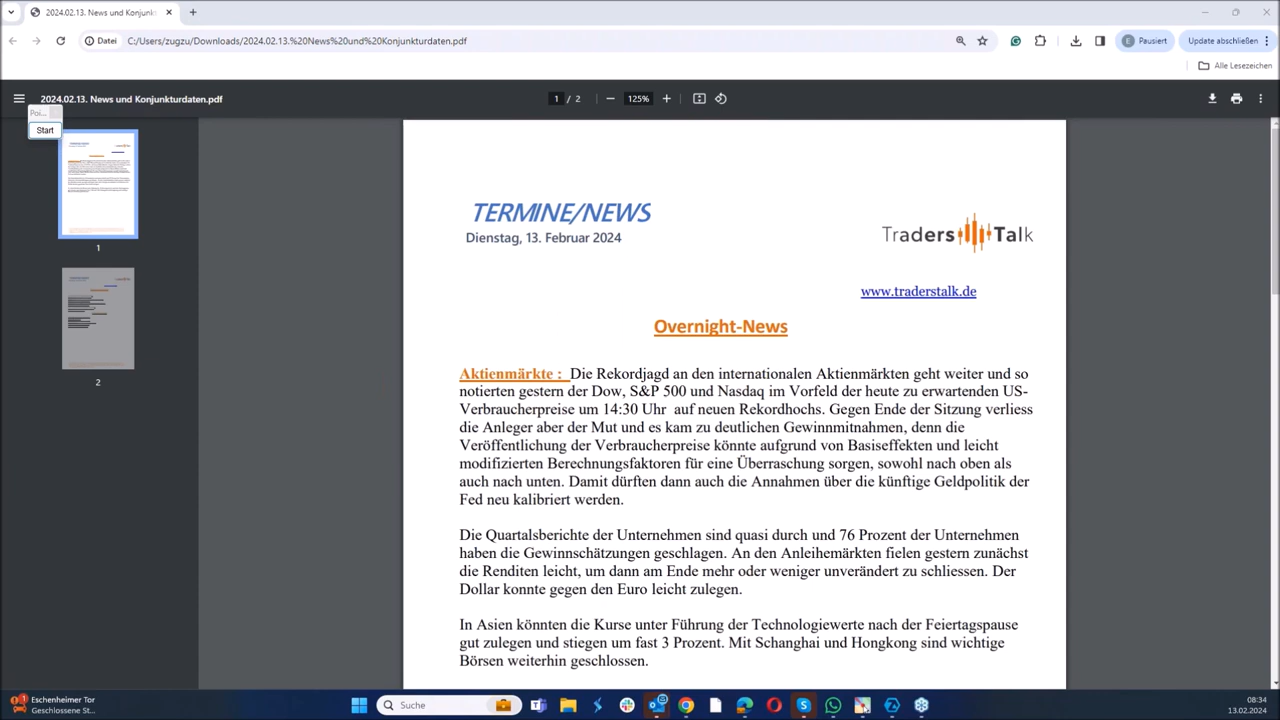 2024.02.13. News und Konjunkturd
Datei
C:/Users/zugzu/Downloads/2024.02.13.%20News%20und%20Konjunkturdaten.pdf
E
Pausiert
Update abschließen
Alle Lesezeichen
2024.02.13. News und Konjunkturdaten.pdf
1 / 2
125%
Poi...
Start
1
2
TERMINE/NEWS
Dienstag, 13. Februar 2024
Traders Talk
www.traderstalk.de
Overnight-News
Aktienmärkte : Die Rekordjagd an den internationalen Aktienmärkten geht weiter und so
notierten gestern der Dow, S&P 500 und Nasdaq im Vorfeld der heute zu erwartenden US-
Verbraucherpreise um 14:30 Uhr auf neuen Rekordhochs. Gegen Ende der Sitzung verliess
die Anleger aber der Mut und es kam zu deutlichen Gewinnmitnahmen, denn die
Veröffentlichung der Verbraucherpreise könnte aufgrund von Basiseffekten und leicht
modifizierten Berechnungsfaktoren für eine Überraschung sorgen, sowohl nach oben als
auch nach unten. Damit dürften dann auch die Annahmen über die künftige Geldpolitik der
Fed neu kalibriert werden.
Die Quartalsberichte der Unternehmen sind quasi durch und 76 Prozent der Unternehmen
haben die Gewinnschätzungen geschlagen. An den Anleihemärkten fielen gestern zunächst
die Renditen leicht, um dann am Ende mehr oder weniger unverändert zu schliessen. Der
Dollar konnte gegen den Euro leicht zulegen.
In Asien könnten die Kurse unter Führung der Technologiewerte nach der Feiertagspause
gut zulegen und stiegen um fast 3 Prozent. Mit Schanghai und Hongkong sind wichtige
Börsen weiterhin geschlossen.
Eschenheimer Tor
Geschlossene St...
Suche
08:34
13.02.2024